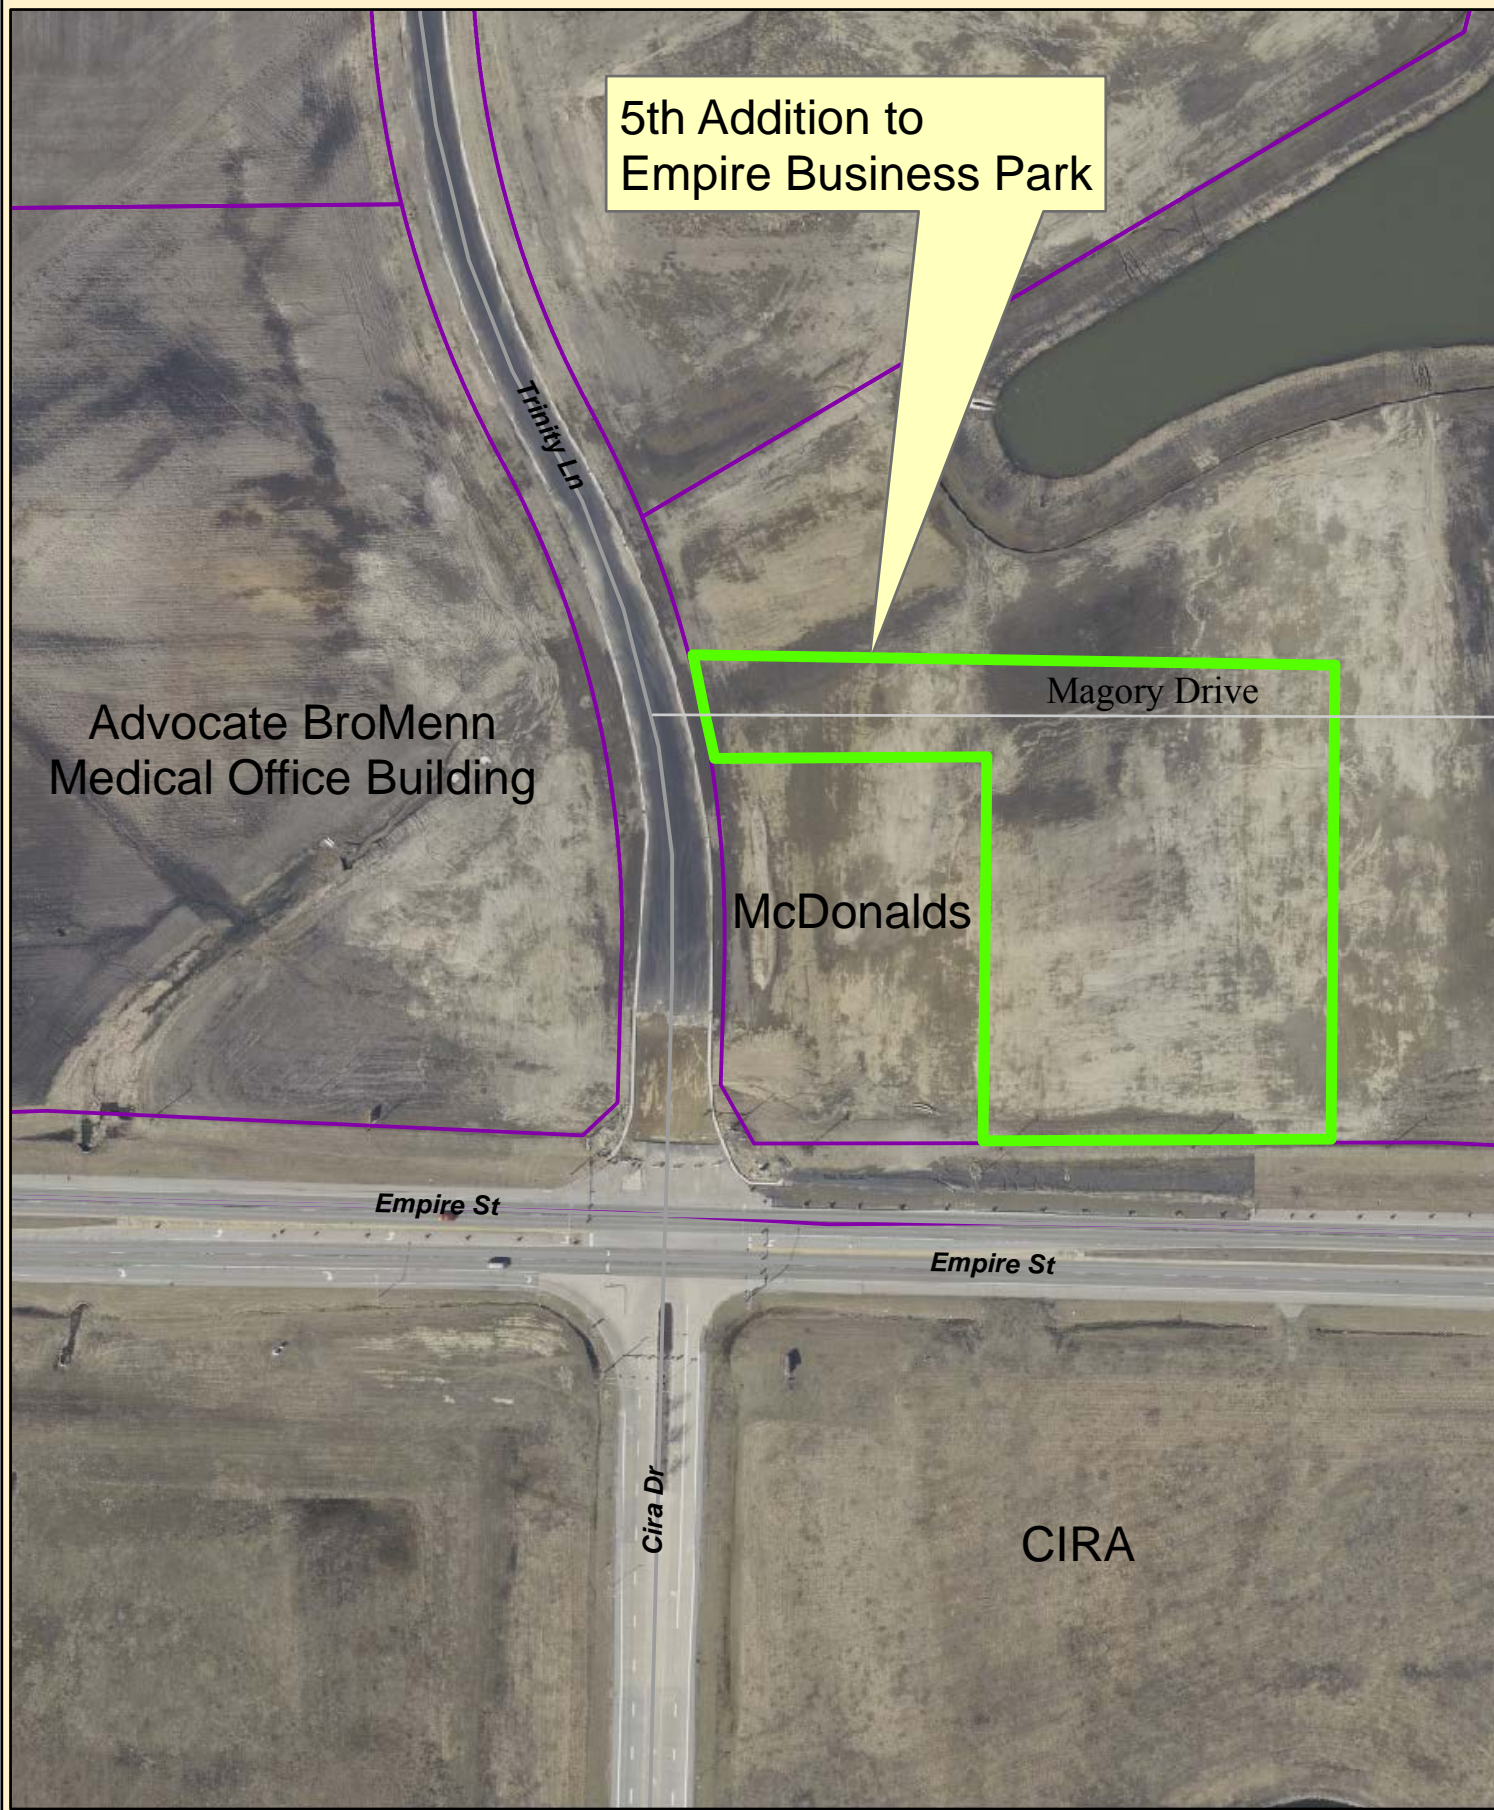 5th Addition to
Empire Business Park
Trinity Ln
Magory Drive
Advocate BroMenn
Medical Office Building
McDonalds
Empire St
Empire St
Cira Dr
CIRA